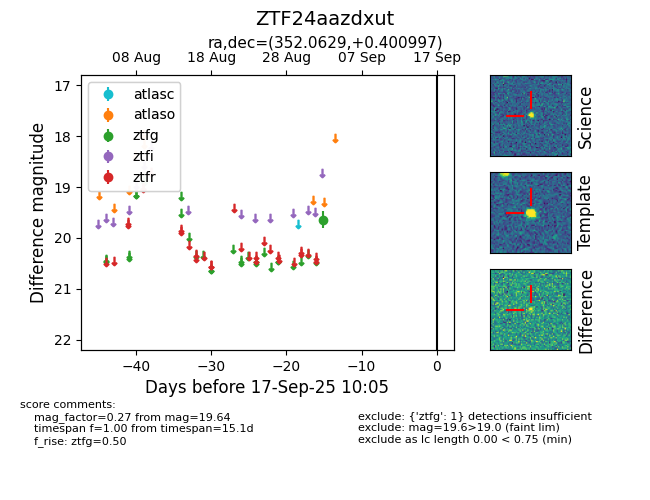 ZTF24aazdxut
ra,dec=(352.0629,+0.400997)
08 Aug 18 Aug 28 Aug 07 Sep 17 Sep
17
18
19
20
21
22
Difference magnitude
atlasc
atlaso
ztfg
ztfi
ztfr
−40 −30 −20 −10 0
Days before 17-Sep-25 10:05
Science
Template
Difference
score comments:
mag_factor=0.27 from mag=19.64
timespan f=1.00 from timespan=15.1d
f_rise: ztfg=0.50
exclude: {'ztfg': 1} detections insufficient
exclude: mag=19.6>19.0 (faint lim)
exclude as lc length 0.00 < 0.75 (min)